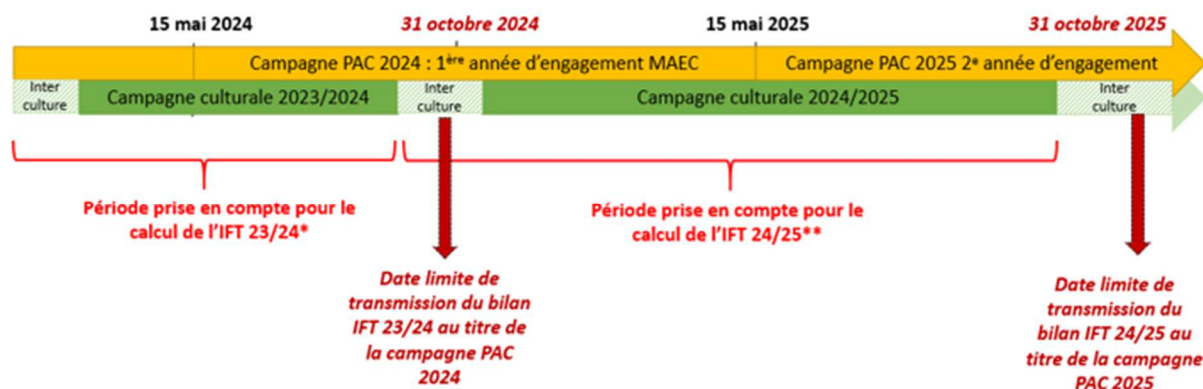 15 mai 2024
31 octobre 2024
15 mai 2025
31 octobre 2025
Campagne PAC 2024 : 1ère année d'engagement MAEC
Campagne PAC 2025 2e année d'engagement
Inter
culture
Campagne culturale 2023/2024
Inter
culture
Campagne culturale 2024/2025
Inter
culture
Période prise en compte pour le
calcul de l'IFT 23/24*
Période prise en compte pour le
calcul de l'IFT 24/25**
Date limite de
transmission du bilan
IFT 23/24 au titre de
la campagne PAC
2024
Date limite de
transmission du
bilan IFT 24/25 au
titre de la campagne
PAC 2025